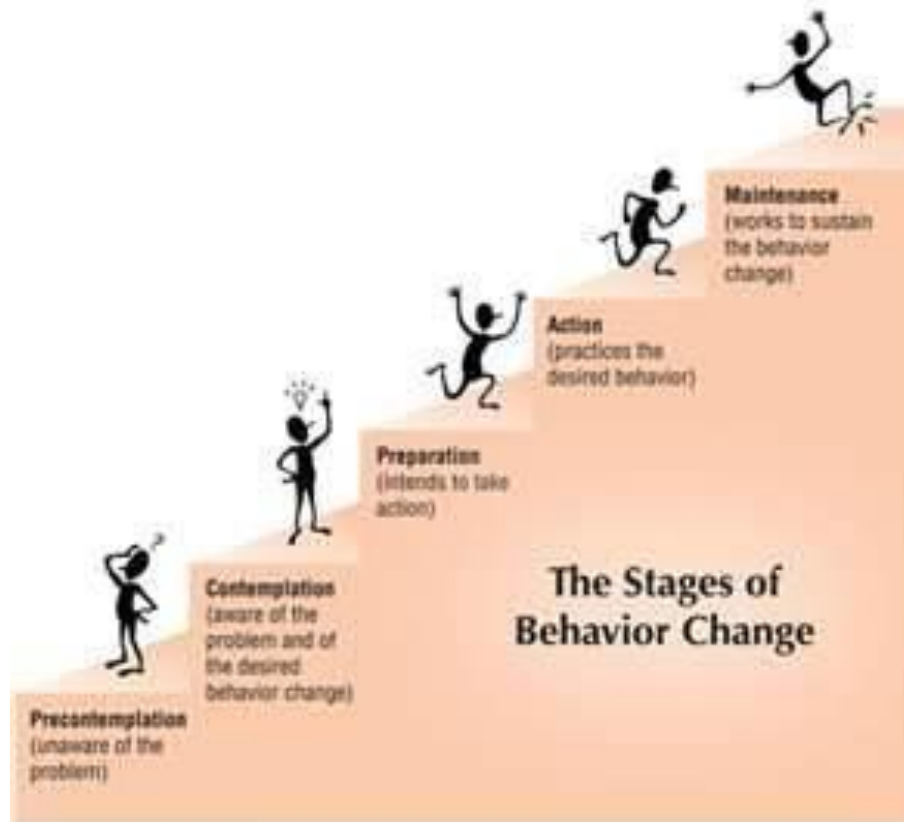 Maintenance
(works to sustain
the behavior
change)
Action
(practices the
desired behavior)
Preparation
(intends to take
action)
Contemplation
(aware of the
problem and of
the desired
behavior change)
Precontemplation
(unaware of the
problem)
The Stages of
Behavior Change